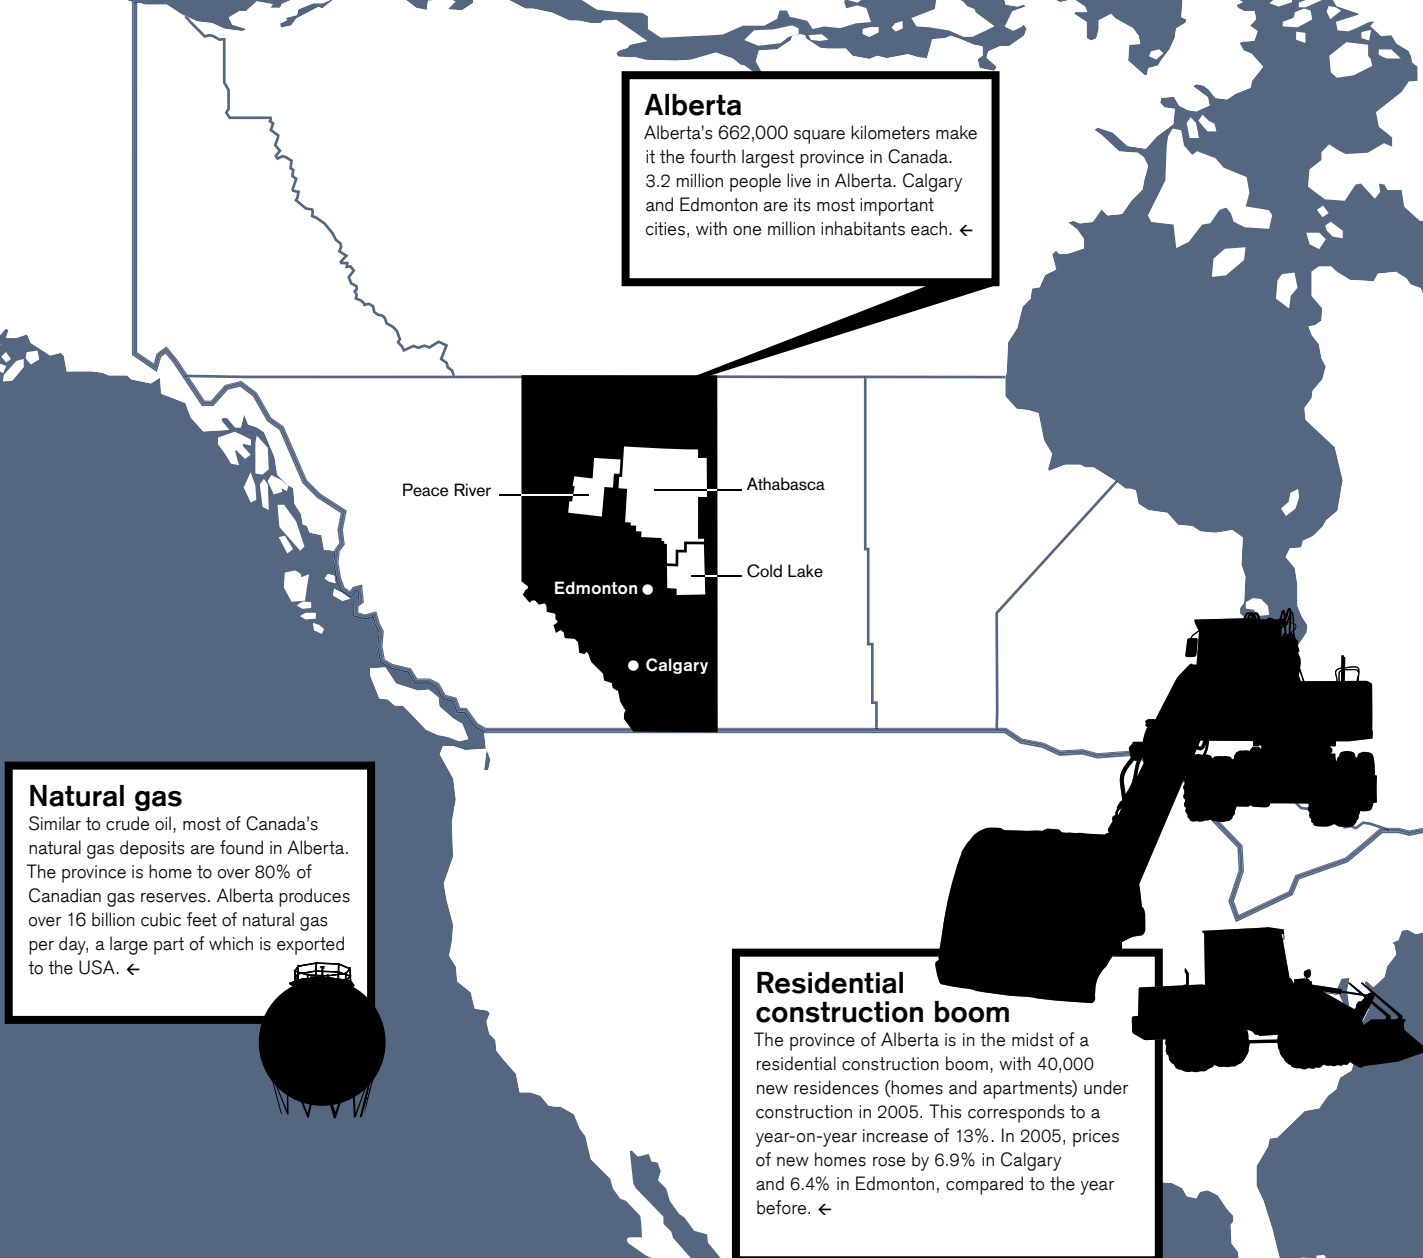 Alberta
Alberta's 662,000 square kilometers make
it the fourth largest province in Canada.
3.2 million people live in Alberta. Calgary
and Edmonton are its most important
cities, with one million inhabitants each. ←
Peace River
Athabasca
Cold Lake
Edmonton
Calgary
Natural gas
Similar to crude oil, most of Canada's
natural gas deposits are found in Alberta.
The province is home to over 80% of
Canadian gas reserves. Alberta produces
over 16 billion cubic feet of natural gas
per day, a large part of which is exported
to the USA. ←
Residential
construction boom
The province of Alberta is in the midst of a
residential construction boom, with 40,000
new residences (homes and apartments) under
construction in 2005. This corresponds to a
year-on-year increase of 13%. In 2005, prices
of new homes rose by 6.9% in Calgary
and 6.4% in Edmonton, compared to the year
before. ←